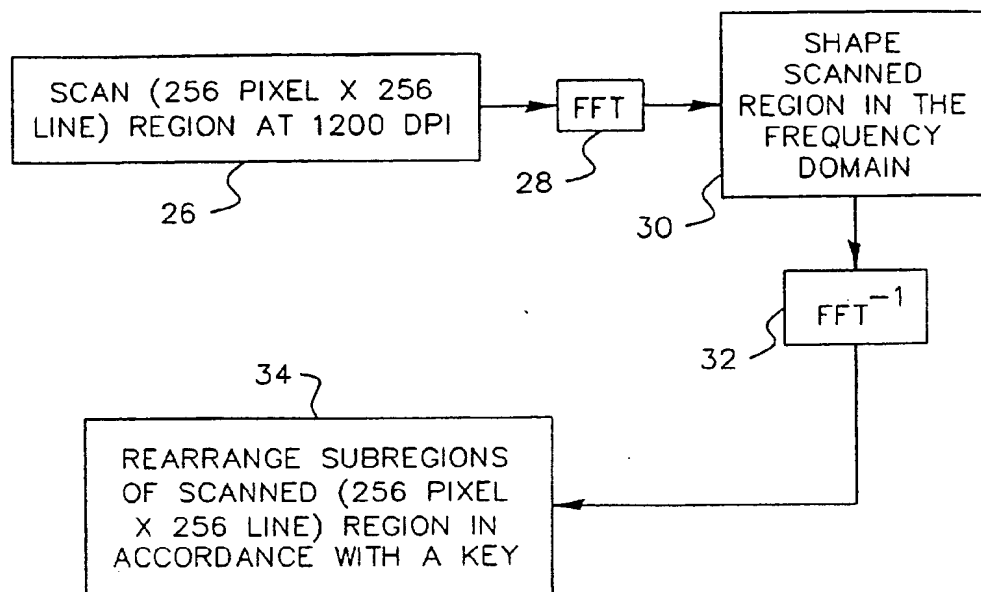 SCAN (256 PIXEL X 256
LINE) REGION AT 1200 DPI
26
FFT
28
SHAPE
SCANNED
REGION IN THE
FREQUENCY
DOMAIN
30
FFT⁻¹
32
34
REARRANGE SUBREGIONS
OF SCANNED (256 PIXEL
X 256 LINE) REGION IN
ACCORDANCE WITH A KEY